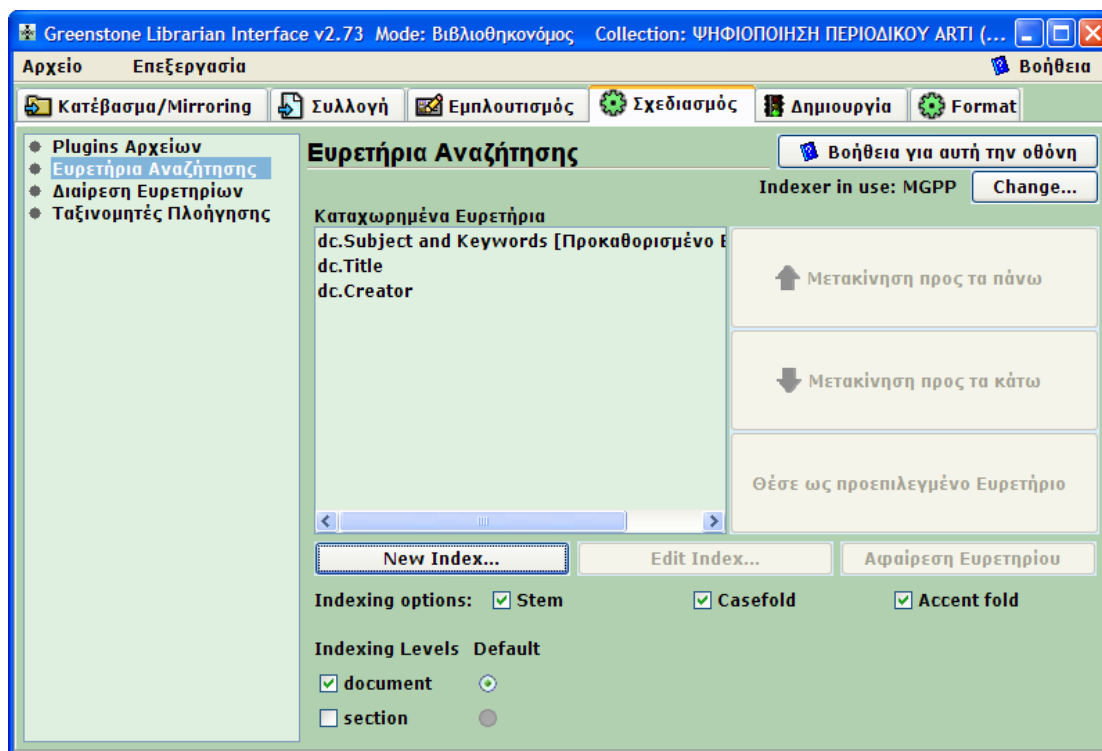 Greenstone Librarian Interface v2.73 Mode: Βιβλιοθηκονόμος Collection: ΨΗΦΙΟΠΟΙΗΣΗ ΠΕΡΙΟΔΙΚΟΥ ARTI (...
Αρχείο Επεξεργασία Βοήθεια
Κατέβασμα/Mirroring Συλλογή Εμπλουτισμός Σχεδιασμός Δημιουργία Format
Plugins Αρχείων
Ευρετήρια Αναζήτησης
Διαίρεση Ευρετηρίων
Ταξινομητές Πλοήγησης
Ευρετήρια Αναζήτησης Βοήθεια για αυτή την οθόνη
Indexer in use: MGPP Change...
Καταχωρημένα Ευρετήρια
dc.Subject and Keywords [Προκαθορισμένο Ε
dc.Title
dc.Creator
Μετακίνηση προς τα πάνω
Μετακίνηση προς τα κάτω
Θέσε ως προεπιλεγμένο Ευρετήριο
New Index... Edit Index... Αφαίρεση Ευρετηρίου
Indexing options: Stem Casefold Accent fold
Indexing Levels Default
document
section